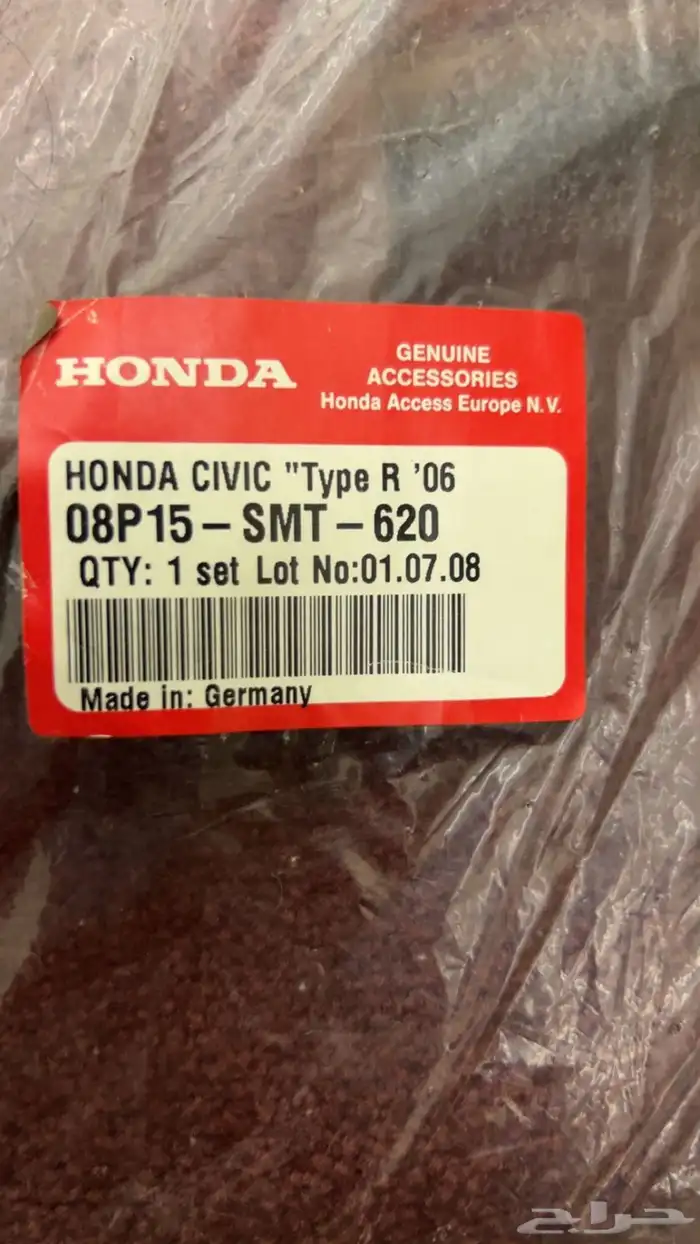 HONDA
GENUINE
ACCESSORIES
Honda Access Europe N.V.
HONDA CIVIC "Type R '06
08P15-SMT-620
QTY: 1 set Lot No:01.07.08
Made in: Germany
حراج